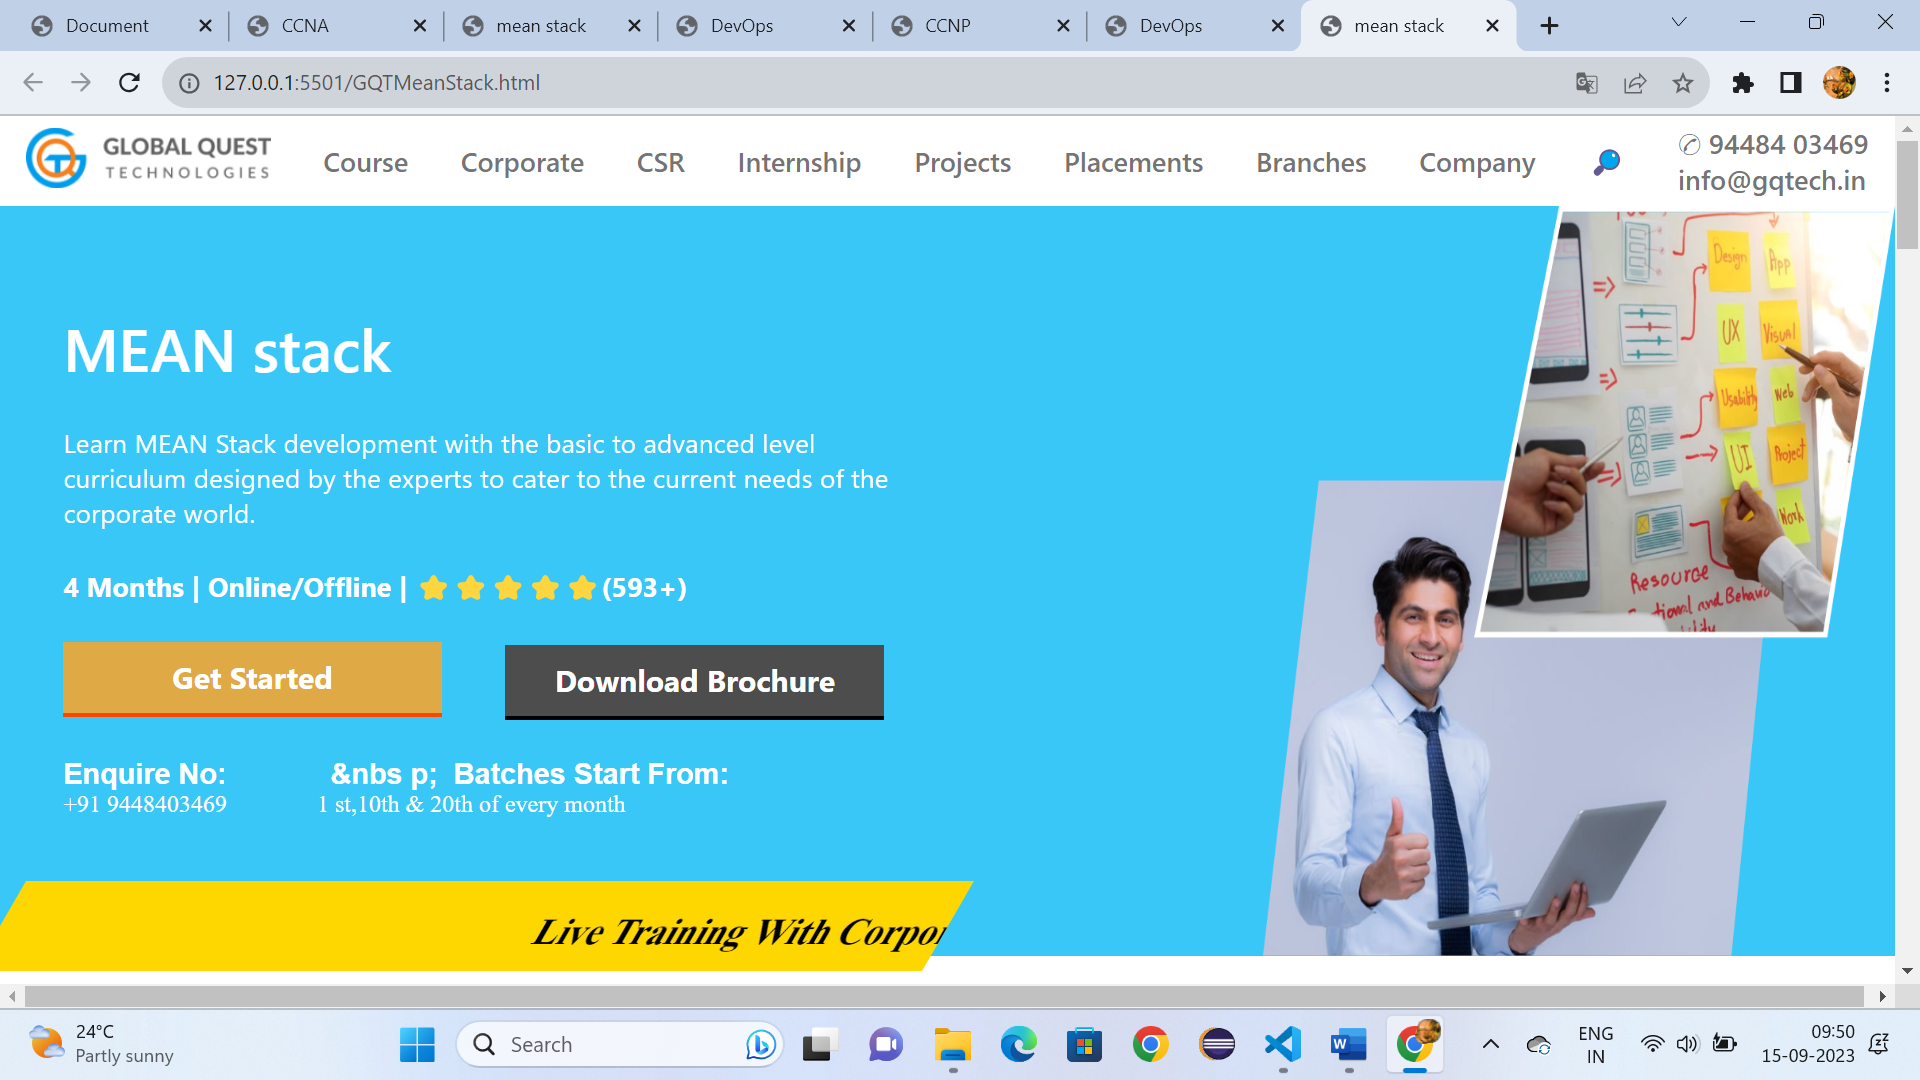 Document
CCNA
mean stack
DevOps
CCNP
DevOps
mean stack
127.0.0.1:5501/GQTMeanStack.html
GLOBAL QUEST
TECHNOLOGIES
Course
Corporate
CSR
Internship
Projects
Placements
Branches
Company
✆ 94484 03469
info@gqtech.in
Design
App
UX
Visual
Usability
Web
UI
Project
Work
Resource
MEAN stack
Learn MEAN Stack development with the basic to advanced level
curriculum designed by the experts to cater to the current needs of the
corporate world.
4 Months | Online/Offline | ⭐⭐⭐⭐⭐(593+)
Get Started
Download Brochure
Enquire No: &nbs p; Batches Start From:
+91 9448403469 1 st,10th & 20th of every month
Live Training With Corpor
24°C
Partly sunny
Search
ENG
IN
09:50
15-09-2023